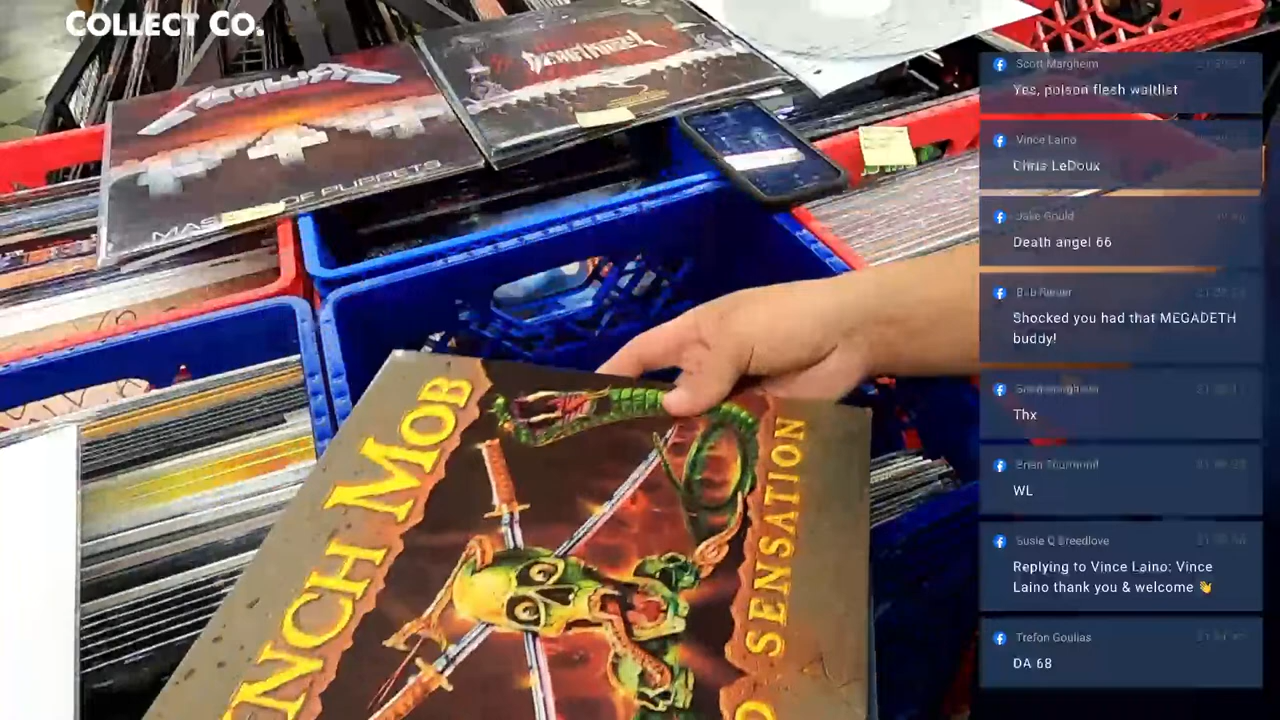 COLLECT CO.
METALLICA
MASTER OF PUPPETS
DEATH ANGEL
NCH MOB
D SENSATION
Scott Margheim
Yes, poison flesh waitlist
Vince Laino
Chris LeDoux
Jake Gould
Death angel 66
Shocked you had that MEGADETH
buddy!
Thx
WL
Susie Q Breedlove
Replying to Vince Laino: Vince
Laino thank you & welcome 👋
Trefon Goulias
DA 68